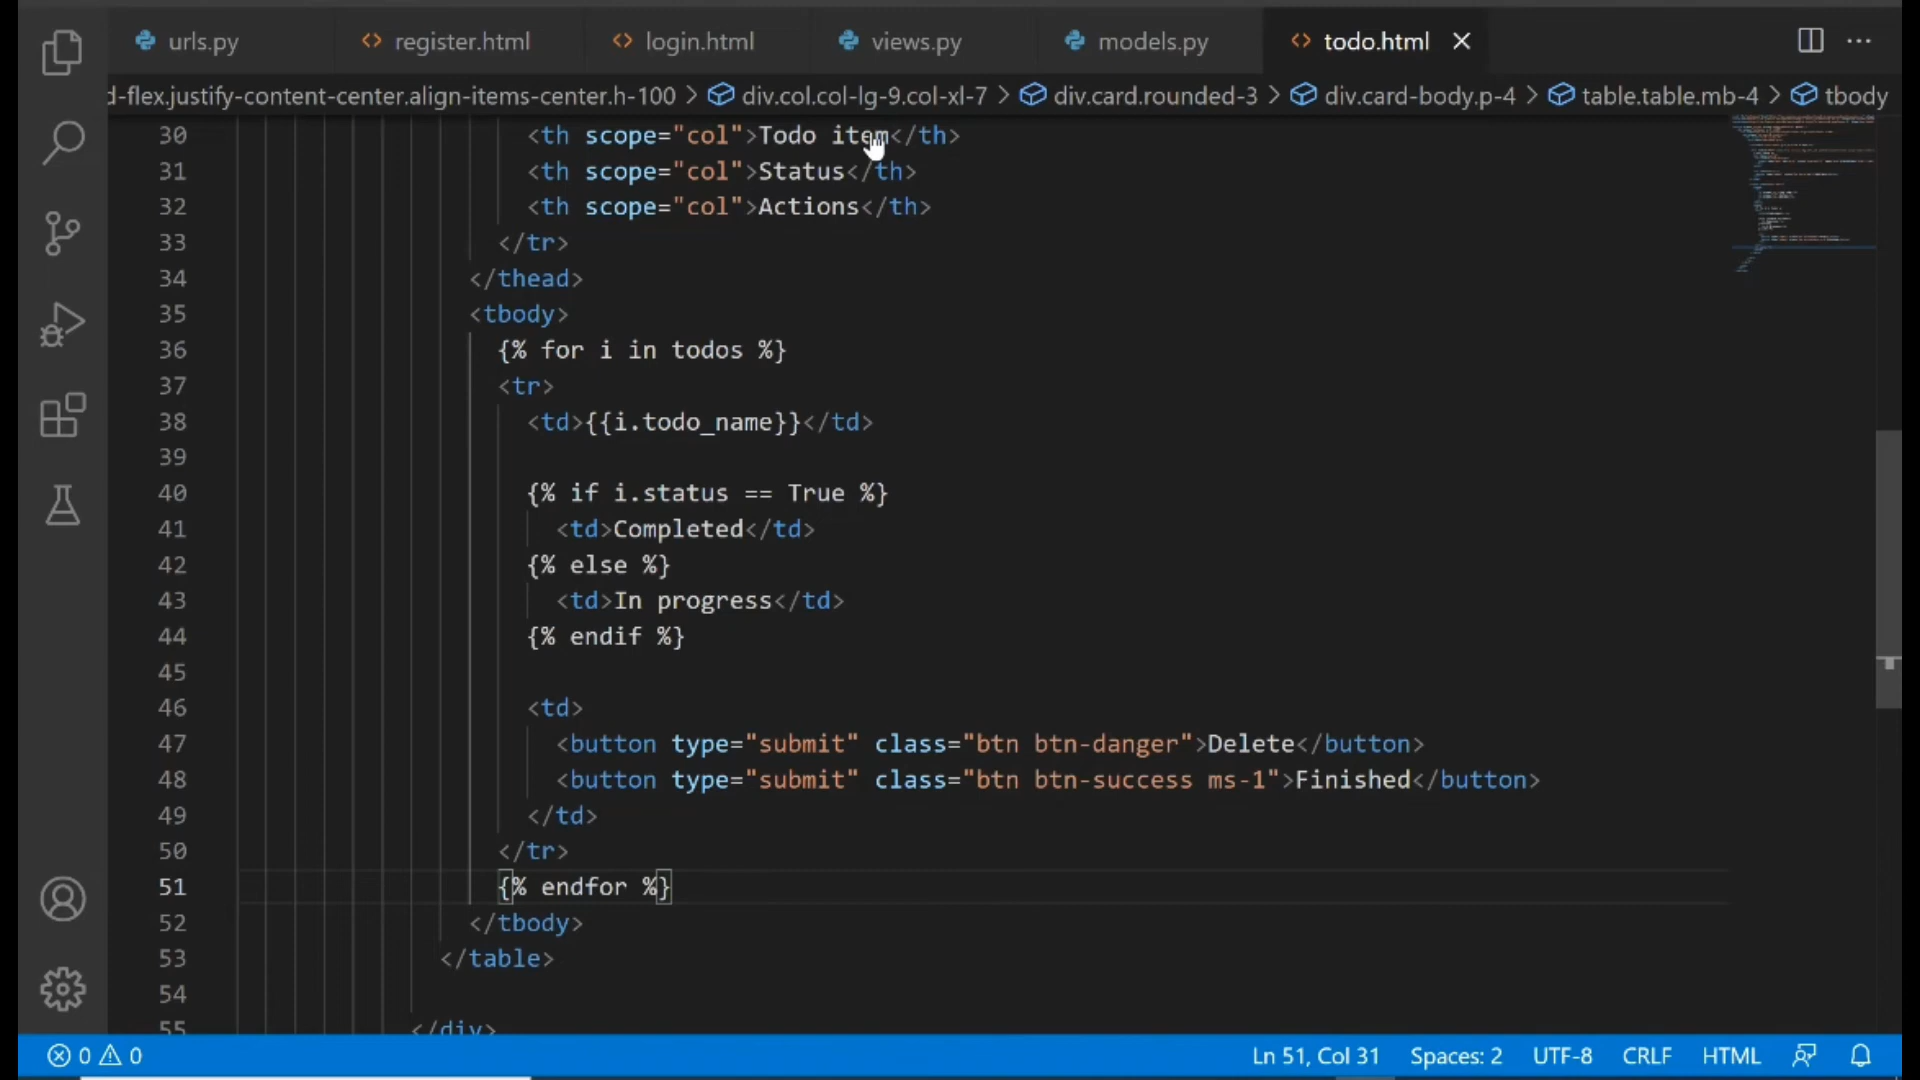 urls.py register.html login.html views.py models.py todo.html
d-flex.justify-content-center.align-items-center.h-100 > div.col.col-lg-9.col-xl-7 > div.card.rounded-3 > div.card-body.p-4 > table.table.mb-4 > tbody
30 <th scope="col">Todo item</th>
31 <th scope="col">Status</th>
32 <th scope="col">Actions</th>
33 </tr>
34 </thead>
35 <tbody>
36 {% for i in todos %}
37 <tr>
38 <td>{{i.todo_name}}</td>
39
40 {% if i.status == True %}
41 <td>Completed</td>
42 {% else %}
43 <td>In progress</td>
44 {% endif %}
45
46 <td>
47 <button type="submit" class="btn btn-danger">Delete</button>
48 <button type="submit" class="btn btn-success ms-1">Finished</button>
49 </td>
50 </tr>
51 {% endfor %}
52 </tbody>
53 </table>
54
55 </div>
0 0 Ln 51, Col 31 Spaces: 2 UTF-8 CRLF HTML